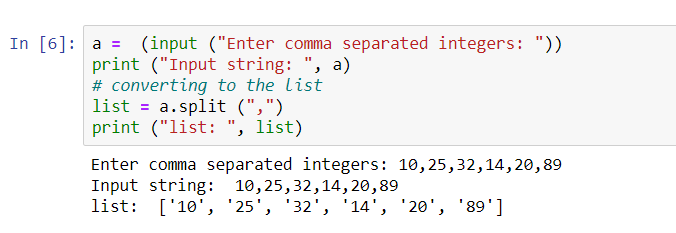 In [6]: a =  (input ("Enter comma separated integers: "))
print ("Input string: ", a)
# converting to the list
list = a.split (",")
print ("list: ", list)
Enter comma separated integers: 10,25,32,14,20,89
Input string:  10,25,32,14,20,89
list:  ['10', '25', '32', '14', '20', '89']